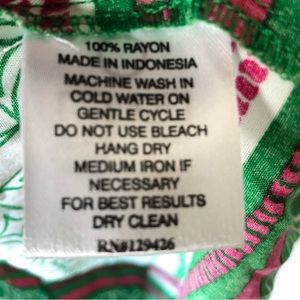 100% RAYON
MADE IN INDONESIA
MACHINE WASH IN
COLD WATER ON
GENTLE CYCLE
DO NOT USE BLEACH
HANG DRY
MEDIUM IRON IF
NECESSARY
FOR BEST RESULTS
DRY CLEAN
RN#129426